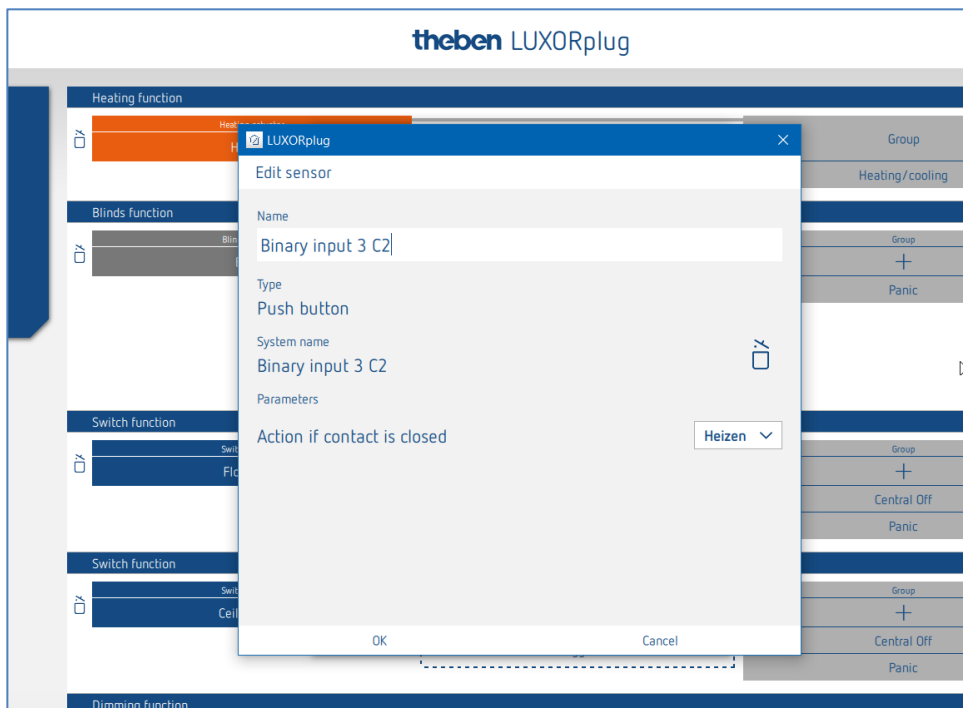 theben LUXORplug
Heating function
Group
Heating/cooling
LUXORplug
Edit sensor
Name
Binary input 3 C2
Type
Push button
System name
Binary input 3 C2
Parameters
Action if contact is closed
Heizen
OK Cancel
Blinds function
Group
+
Panic
Switch function
Group
+
Central Off
Panic
Switch function
Group
+
Central Off
Panic
Dimming function